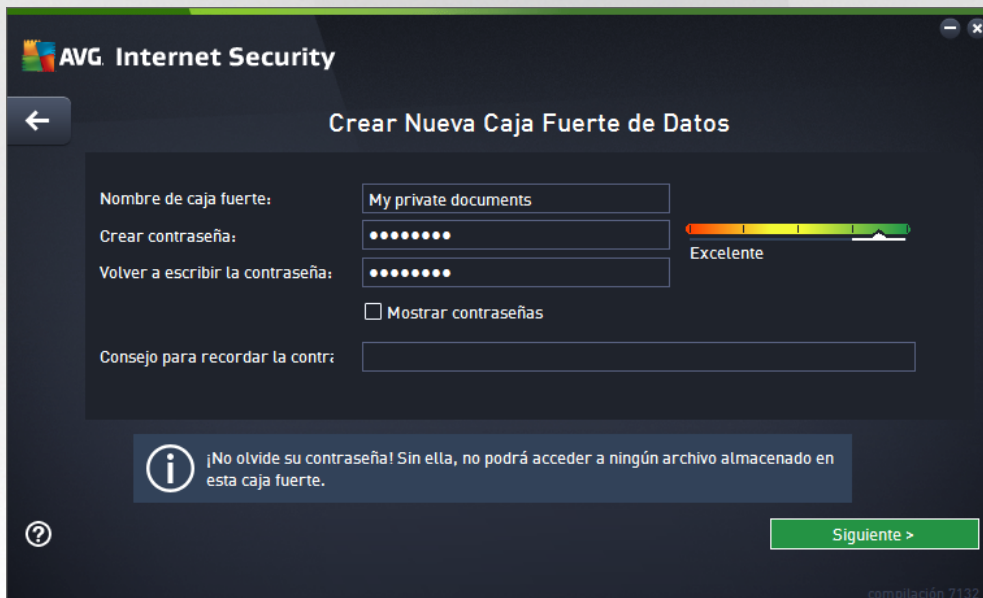 AVG. Internet Security
Crear Nueva Caja Fuerte de Datos
Nombre de caja fuerte: My private documents
Crear contraseña: ●●●●●●●●
Excelente
Volver a escribir la contraseña: ●●●●●●●●
Mostrar contraseñas
Consejo para recordar la contra
¡No olvide su contraseña! Sin ella, no podrá acceder a ningún archivo almacenado en
esta caja fuerte.
Siguiente >
compilación 7132